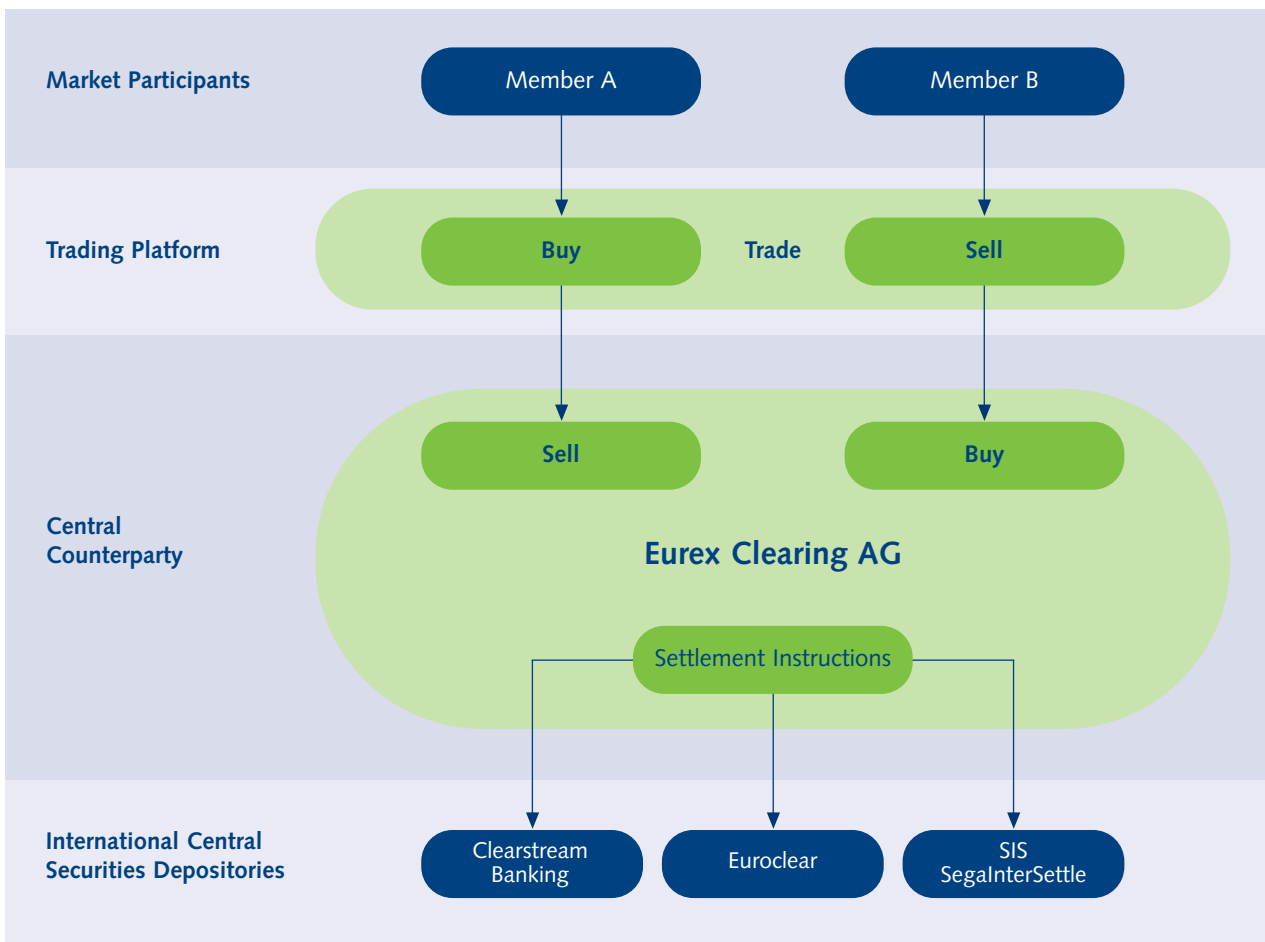 Market Participants
Member A
Member B
Trading Platform
Buy
Trade
Sell
Sell
Buy
Central
Counterparty
Eurex Clearing AG
Settlement Instructions
International Central
Securities Depositories
Clearstream
Banking
Euroclear
SIS
SegaInterSettle